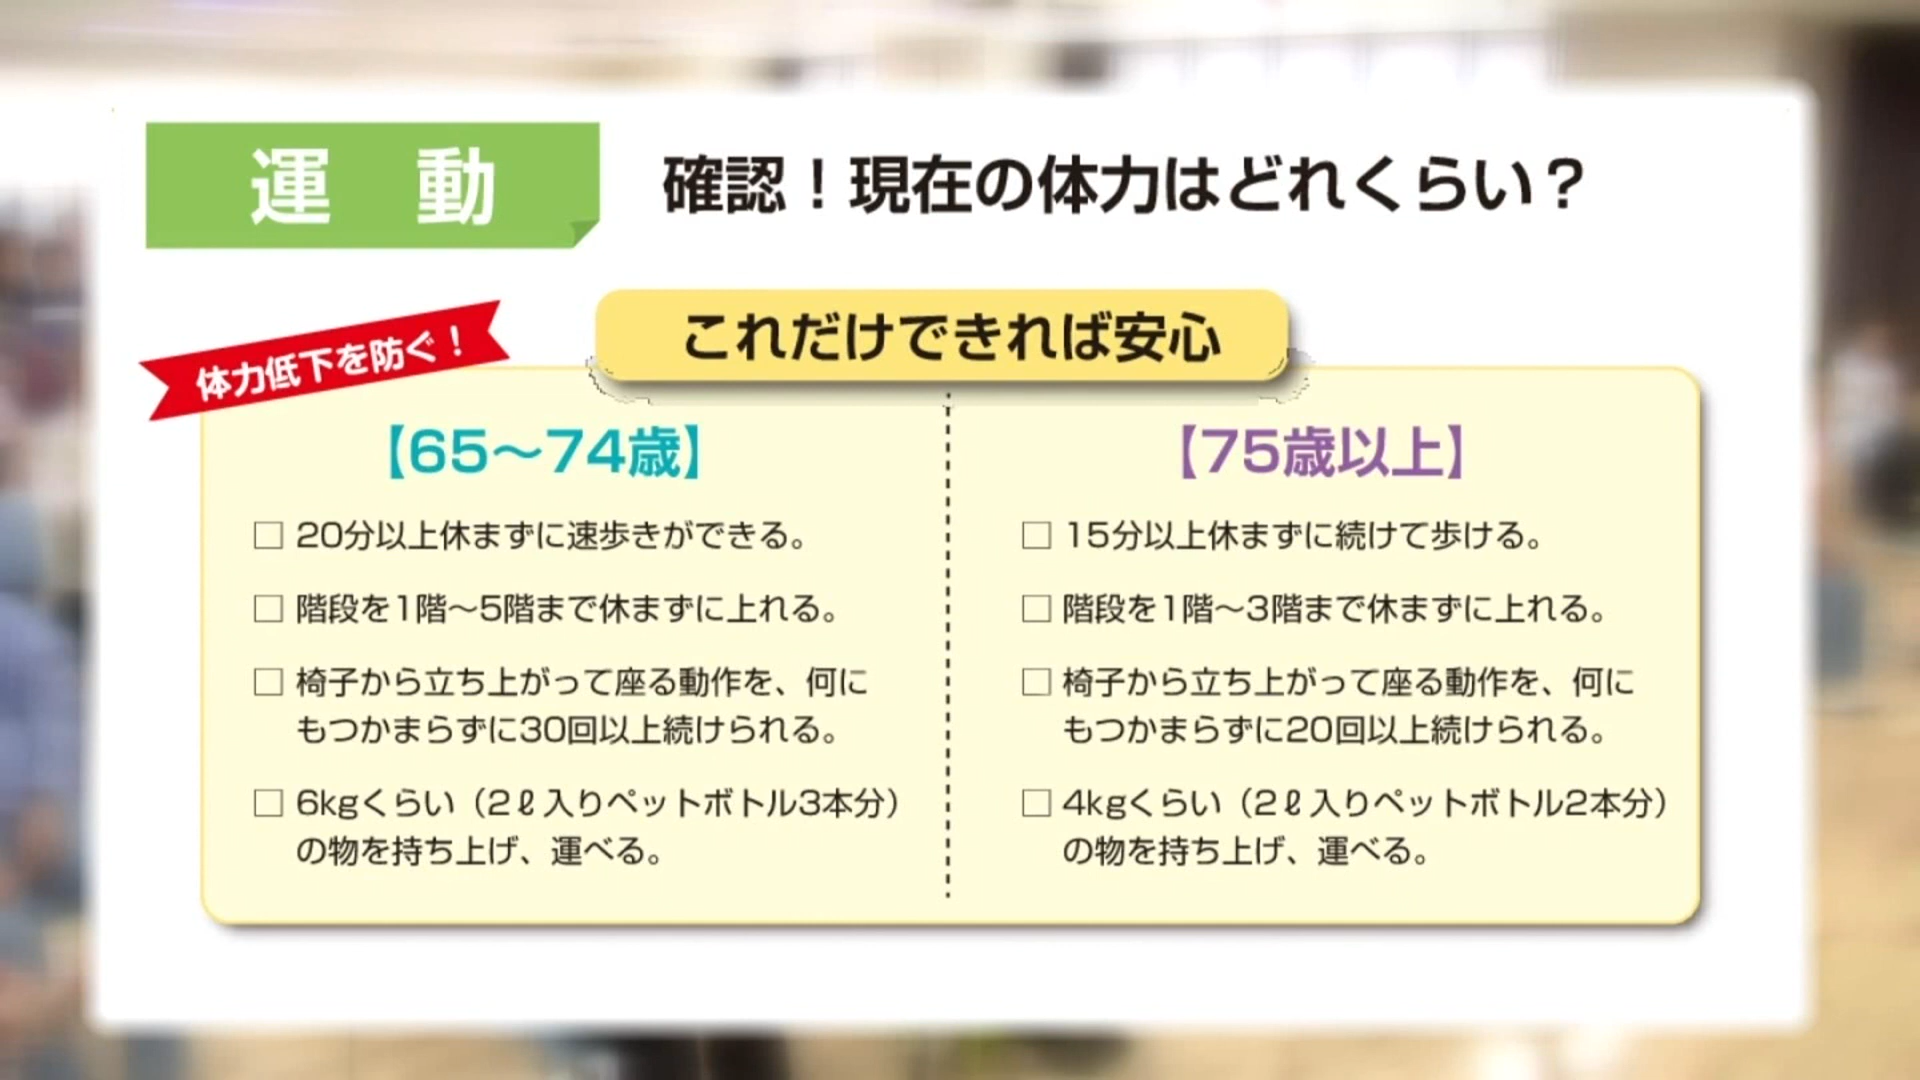 運 動
確認！現在の体力はどれくらい？
体力低下を防ぐ！
これだけできれば安心
【65～74歳】
□ 20分以上休まずに速歩きができる。
□ 階段を1階～5階まで休まずに上れる。
□ 椅子から立ち上がって座る動作を、何に
もつかまらずに30回以上続けられる。
□ 6kgくらい（2ℓ入りペットボトル3本分）
の物を持ち上げ、運べる。
【75歳以上】
□ 15分以上休まずに続けて歩ける。
□ 階段を1階～3階まで休まずに上れる。
□ 椅子から立ち上がって座る動作を、何に
もつかまらずに20回以上続けられる。
□ 4kgくらい（2ℓ入りペットボトル2本分）
の物を持ち上げ、運べる。